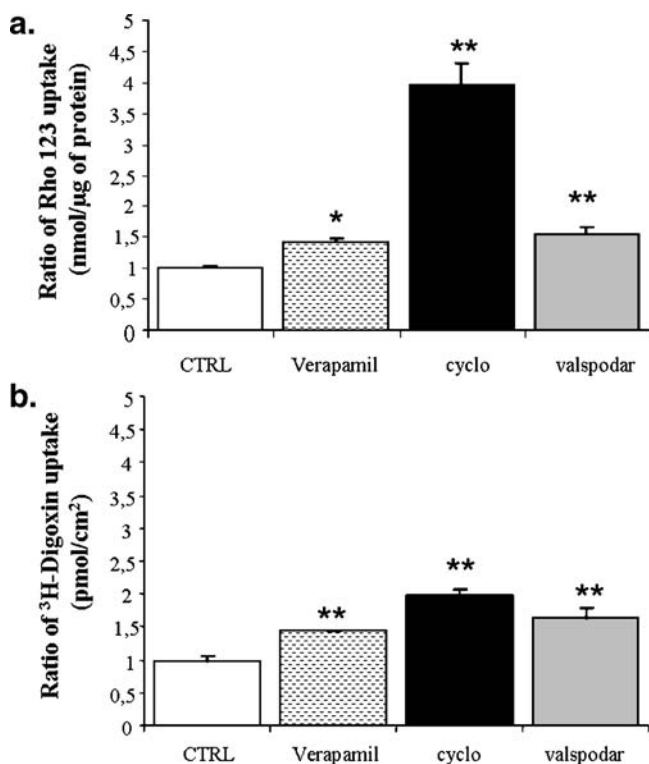 a.
Ratio of Rho 123 uptake
(nmol/µg of protein)
5
4,5
4
3,5
3
2,5
2
1,5
1
0,5
0
*
**
**
CTRL
Verapamil
cyclo
valspodar
b.
Ratio of ³H-Digoxin uptake
(pmol/cm²)
5
4,5
4
3,5
3
2,5
2
1,5
1
0,5
0
**
**
**
CTRL
Verapamil
cyclo
valspodar